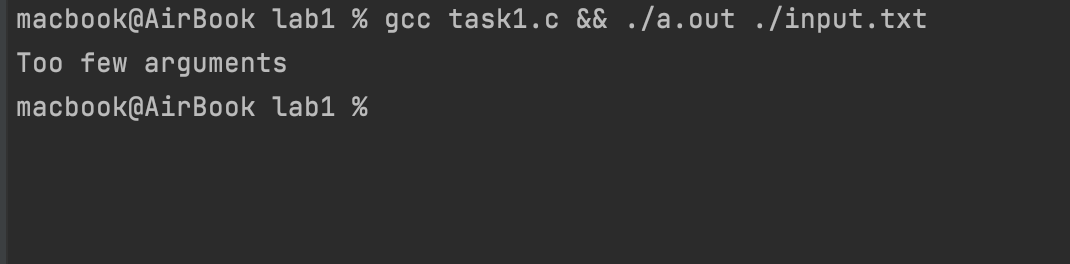 macbook@AirBook lab1 % gcc task1.c && ./a.out ./input.txt
Too few arguments
macbook@AirBook lab1 %